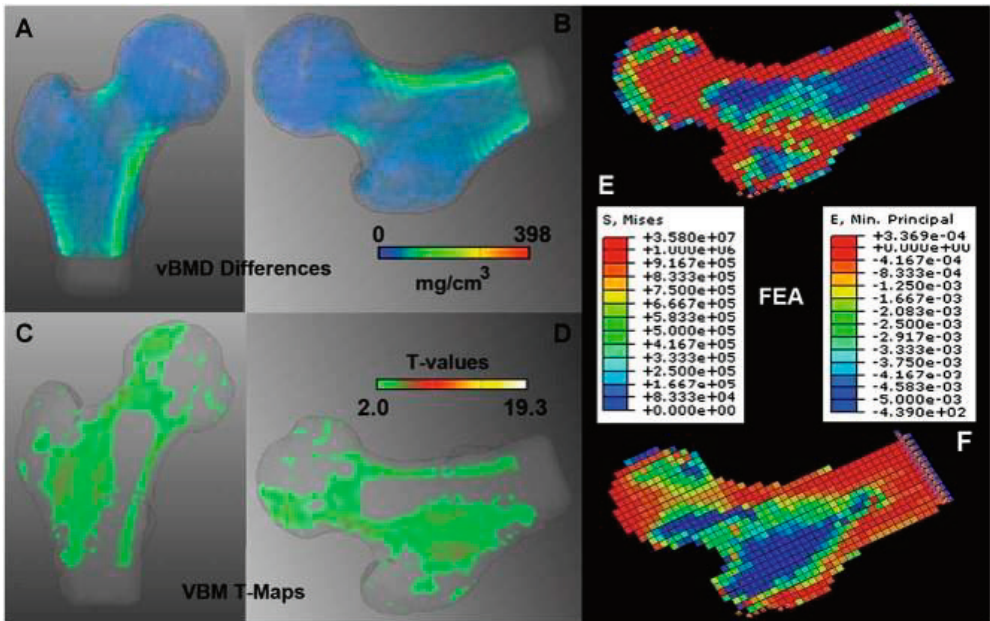 A
B
0
398
vBMD Differences
mg/cm³
C
D
T-values
2.0
19.3
VBM T-Maps
E
S, Mises
+3.580e+07
+1.000e+06
+9.167e+05
+8.333e+05
+7.500e+05
+6.667e+05
+5.833e+05
+5.000e+05
+4.167e+05
+3.333e+05
+2.500e+05
+1.667e+05
+8.333e+04
+0.000e+00
FEA
E, Min. Principal
+3.369e-04
+0.000e+00
-4.167e-04
-8.333e-04
-1.250e-03
-1.667e-03
-2.083e-03
-2.500e-03
-2.917e-03
-3.333e-03
-3.750e-03
-4.167e-03
-4.583e-03
-5.000e-03
-4.390e+02
F